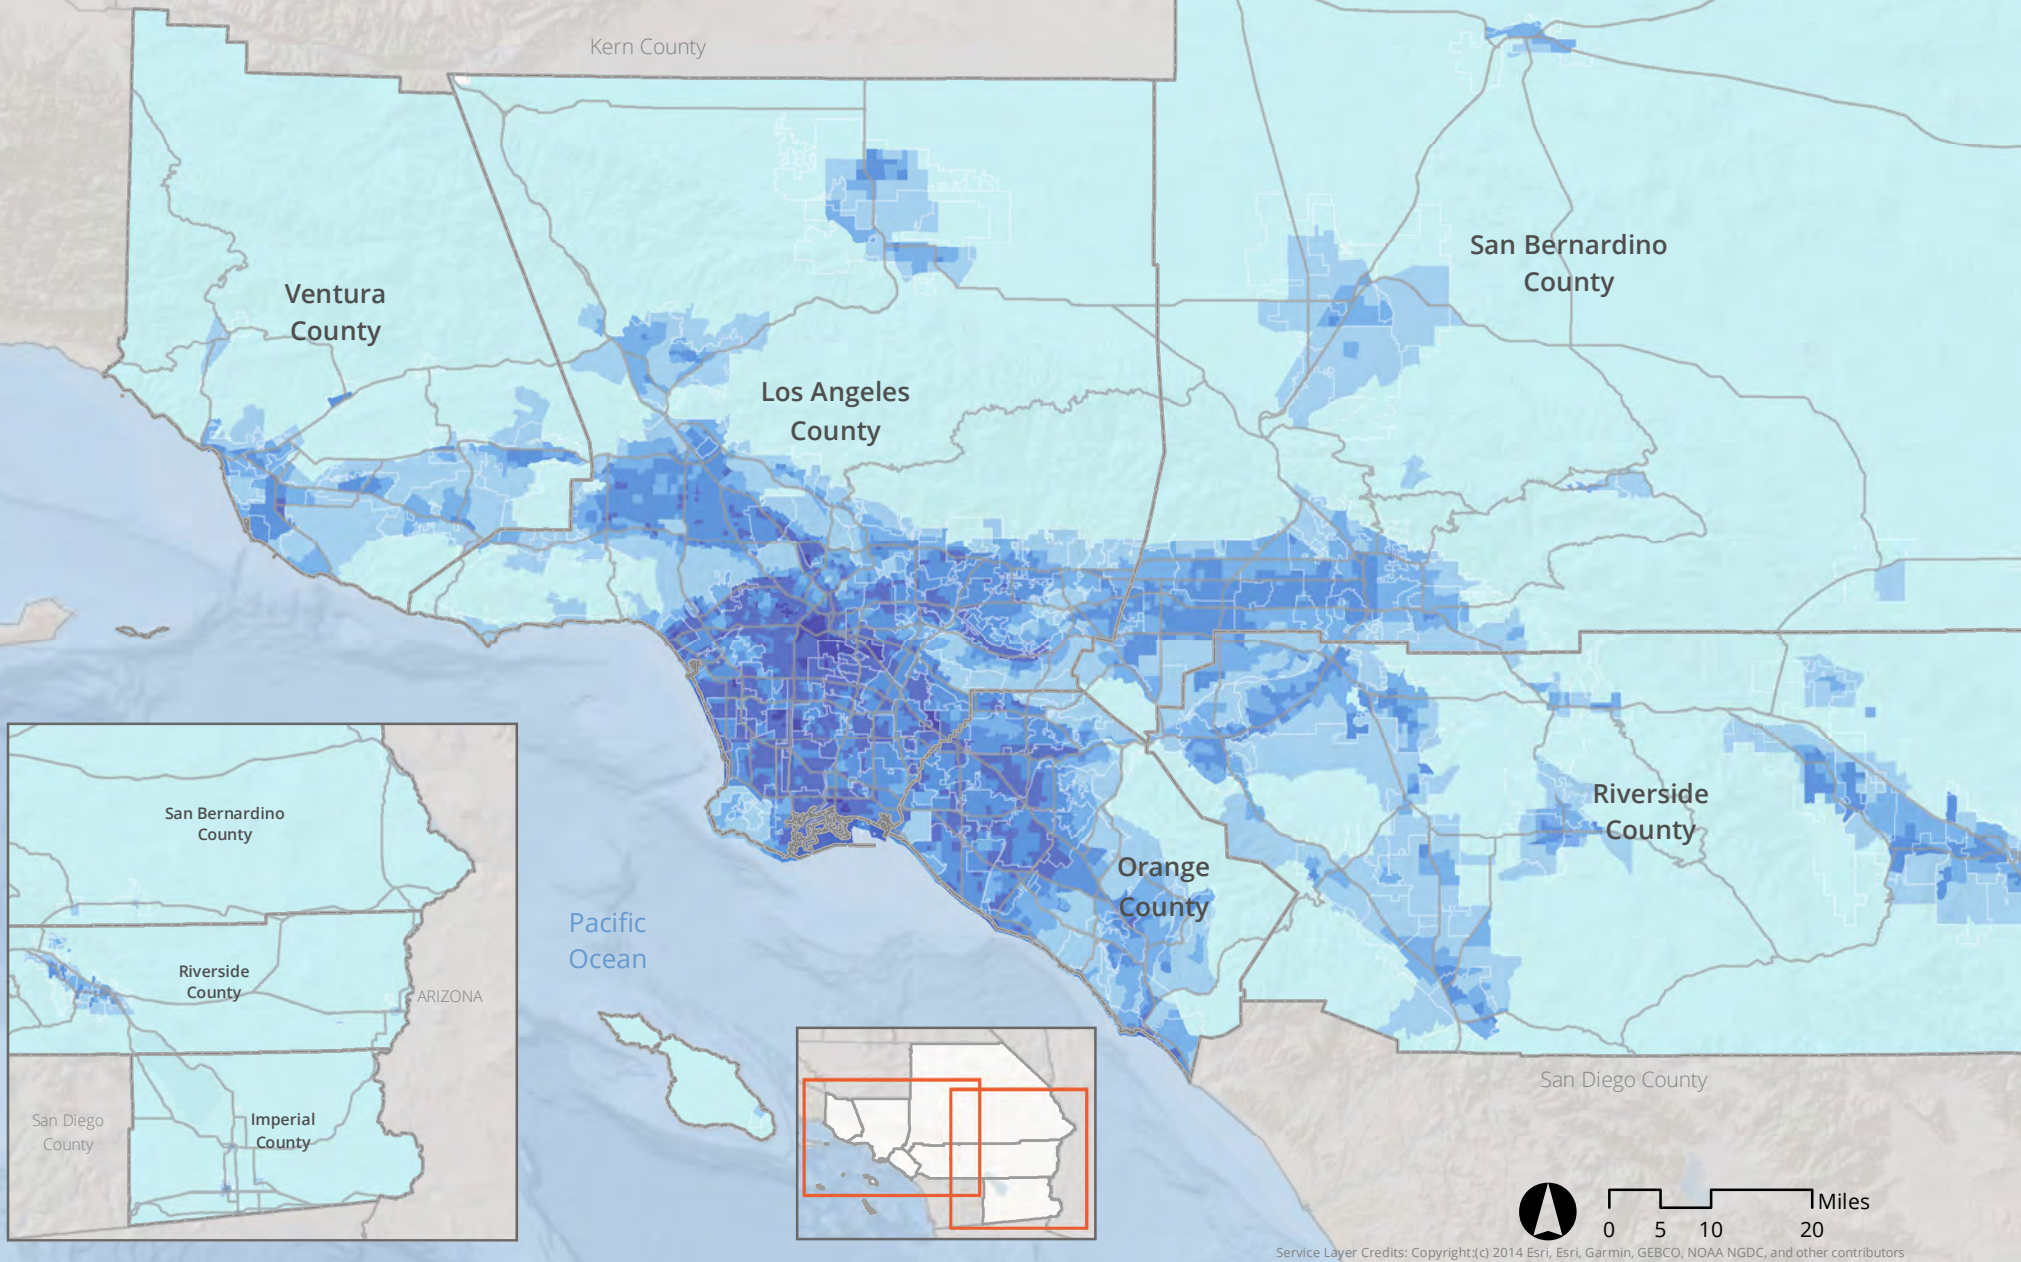 Kern County
San Bernardino
County
Ventura
County
Los Angeles
County
Riverside
County
Orange
County
Pacific
Ocean
San Bernardino
County
Riverside
County
ARIZONA
San Diego
County
Imperial
County
San Diego County
Miles
0 5 10 20
Service Layer Credits: Copyright:(c) 2014 Esri, Esri, Garmin, GEBCO, NOAA NGDC, and other contributors